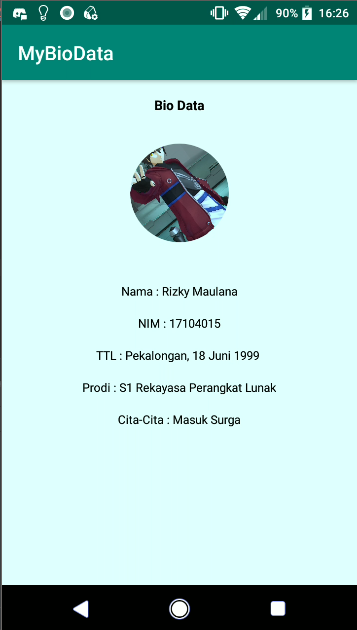 90% 16:26
MyBioData
Bio Data
Nama : Rizky Maulana
NIM : 17104015
TTL : Pekalongan, 18 Juni 1999
Prodi : S1 Rekayasa Perangkat Lunak
Cita-Cita : Masuk Surga